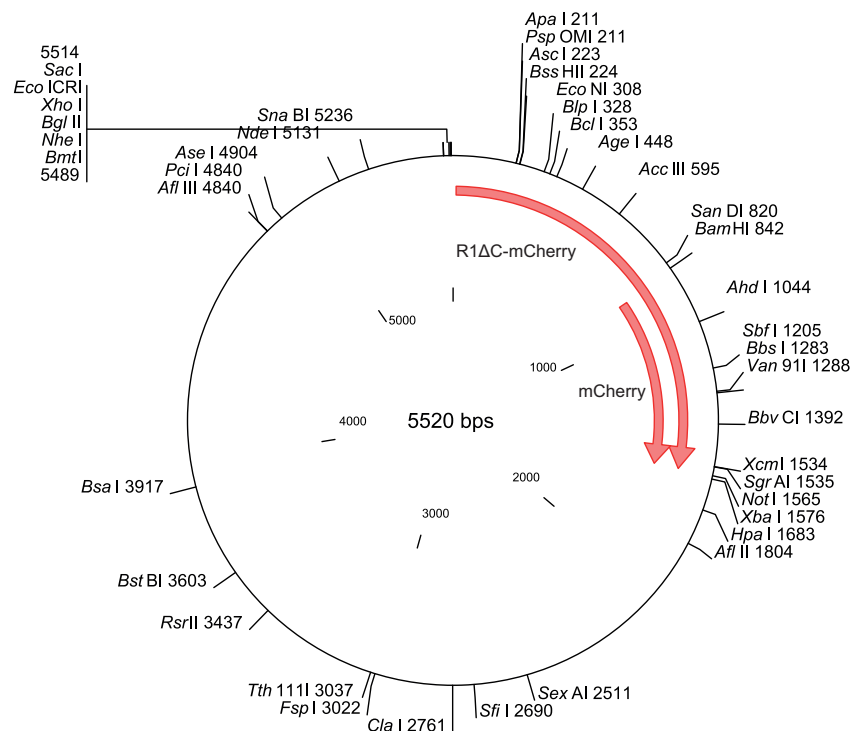 5514
Sac I
Eco ICRI
Xho I
Bgl II
Nhe I
Bmt I
5489
Sna BI 5236
Nde I 5131
Ase I 4904
Pci I 4840
Afl III 4840
Apa I 211
Psp OMI 211
Asc I 223
Bss HII 224
Eco NI 308
Blp I 328
Bcl I 353
Age I 448
Acc III 595
San DI 820
Bam HI 842
Ahd I 1044
Sbf I 1205
Bbs I 1283
Van 91I 1288
Bbv CI 1392
Xcm I 1534
Sgr AI 1535
Not I 1565
Xba I 1576
Hpa I 1683
Afl II 1804
Sex AI 2511
Sfi I 2690
Cla I 2761
Fsp I 3022
Tth 111I 3037
Rsr II 3437
Bst BI 3603
Bsa I 3917
R1ΔC-mCherry
mCherry
5520 bps
1000
2000
3000
4000
5000